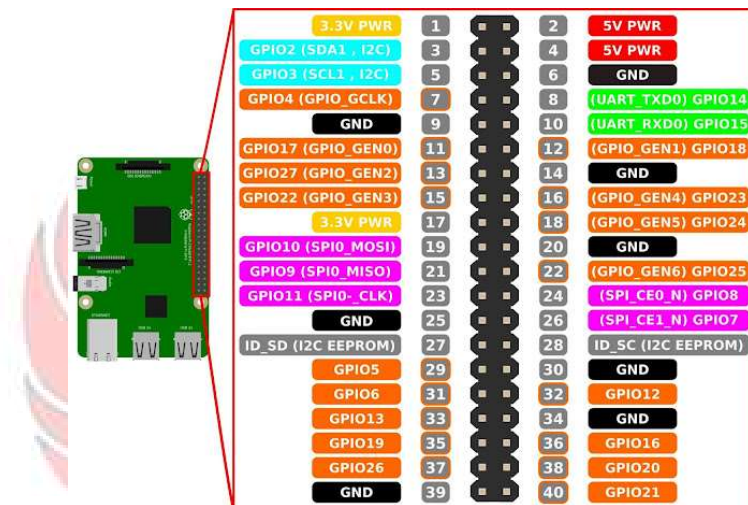 3.3V PWR 1 2 5V PWR
GPIO2 (SDA1 , I2C) 3 4 5V PWR
GPIO3 (SCL1 , I2C) 5 6 GND
GPIO4 (GPIO_GCLK) 7 8 (UART_TXD0) GPIO14
GND 9 10 (UART_RXD0) GPIO15
GPIO17 (GPIO_GEN0) 11 12 (GPIO_GEN1) GPIO18
GPIO27 (GPIO_GEN2) 13 14 GND
GPIO22 (GPIO_GEN3) 15 16 (GPIO_GEN4) GPIO23
3.3V PWR 17 18 (GPIO_GEN5) GPIO24
GPIO10 (SPI0_MOSI) 19 20 GND
GPIO9 (SPI0_MISO) 21 22 (GPIO_GEN6) GPIO25
GPIO11 (SPI0-_CLK) 23 24 (SPI_CE0_N) GPIO8
GND 25 26 (SPI_CE1_N) GPIO7
ID_SD (I2C EEPROM) 27 28 ID_SC (I2C EEPROM)
GPIO5 29 30 GND
GPIO6 31 32 GPIO12
GPIO13 33 34 GND
GPIO19 35 36 GPIO16
GPIO26 37 38 GPIO20
GND 39 40 GPIO21